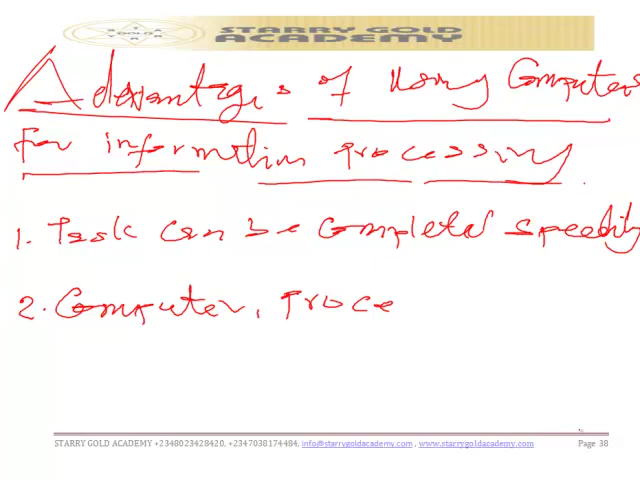 STARRY GOLD
ACADEMY
Advantages of using Computers
for information processing.
1. Task can be completed speedily
2. Computer, proce
STARRY GOLD ACADEMY +2348023428420, +2347038174484, info@starrygoldacademy.com , www.starrygoldacademy.com Page 38